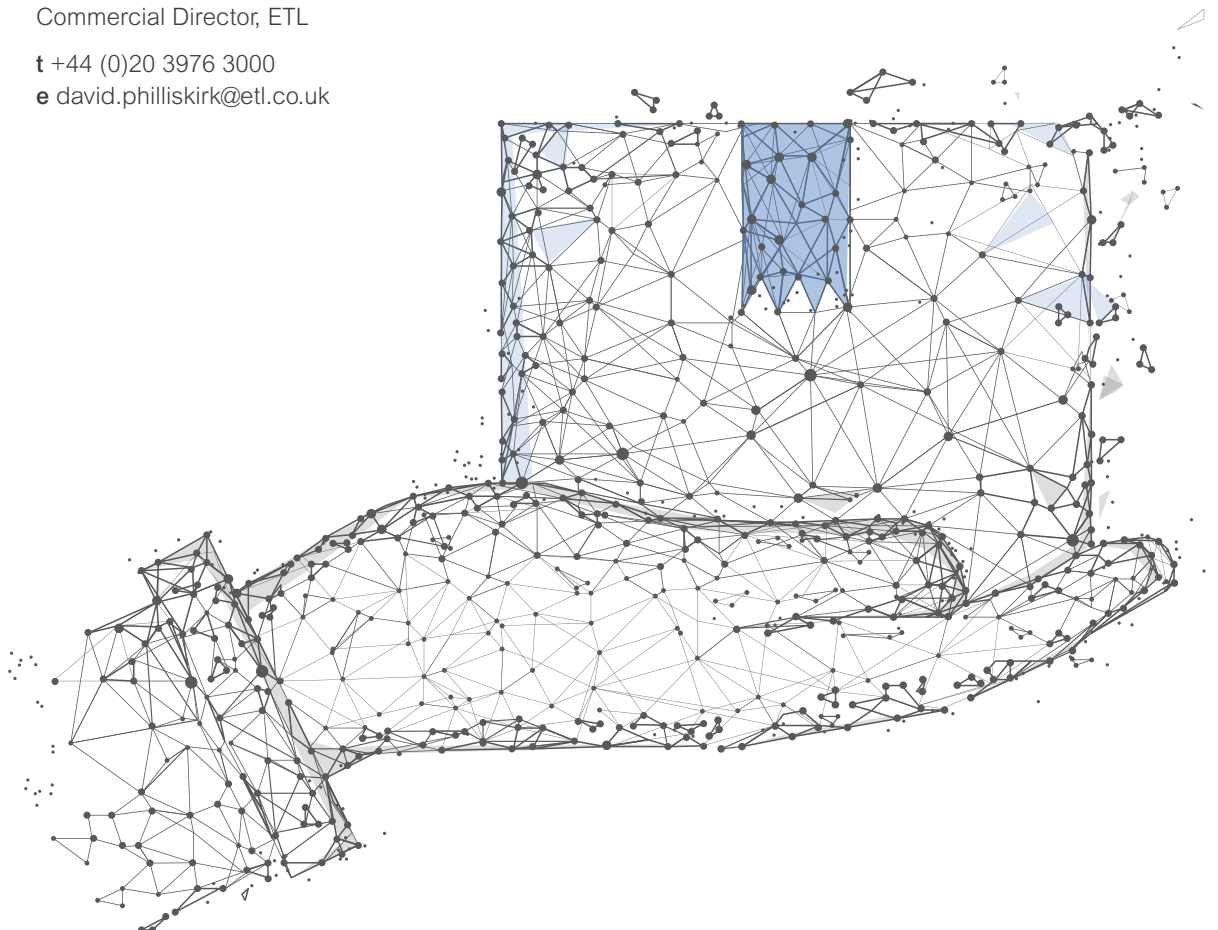 Commercial Director, ETL
t +44 (0)20 3976 3000
e david.philliskirk@etl.co.uk